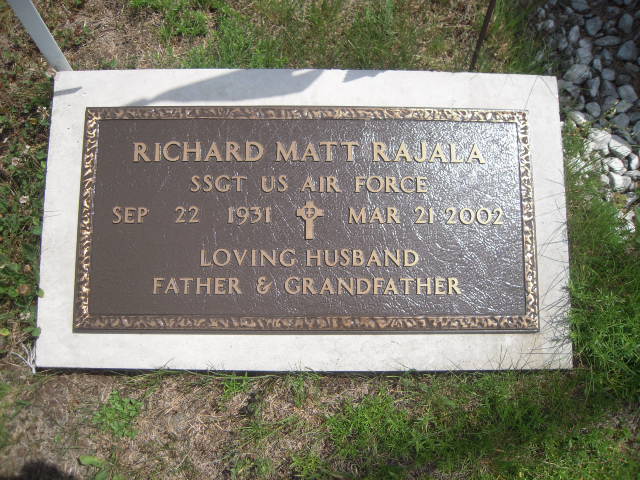 RICHARD MATT RAJALA
SSGT US AIR FORCE
SEP 22 1931 MAR 21 2002
LOVING HUSBAND
FATHER & GRANDFATHER